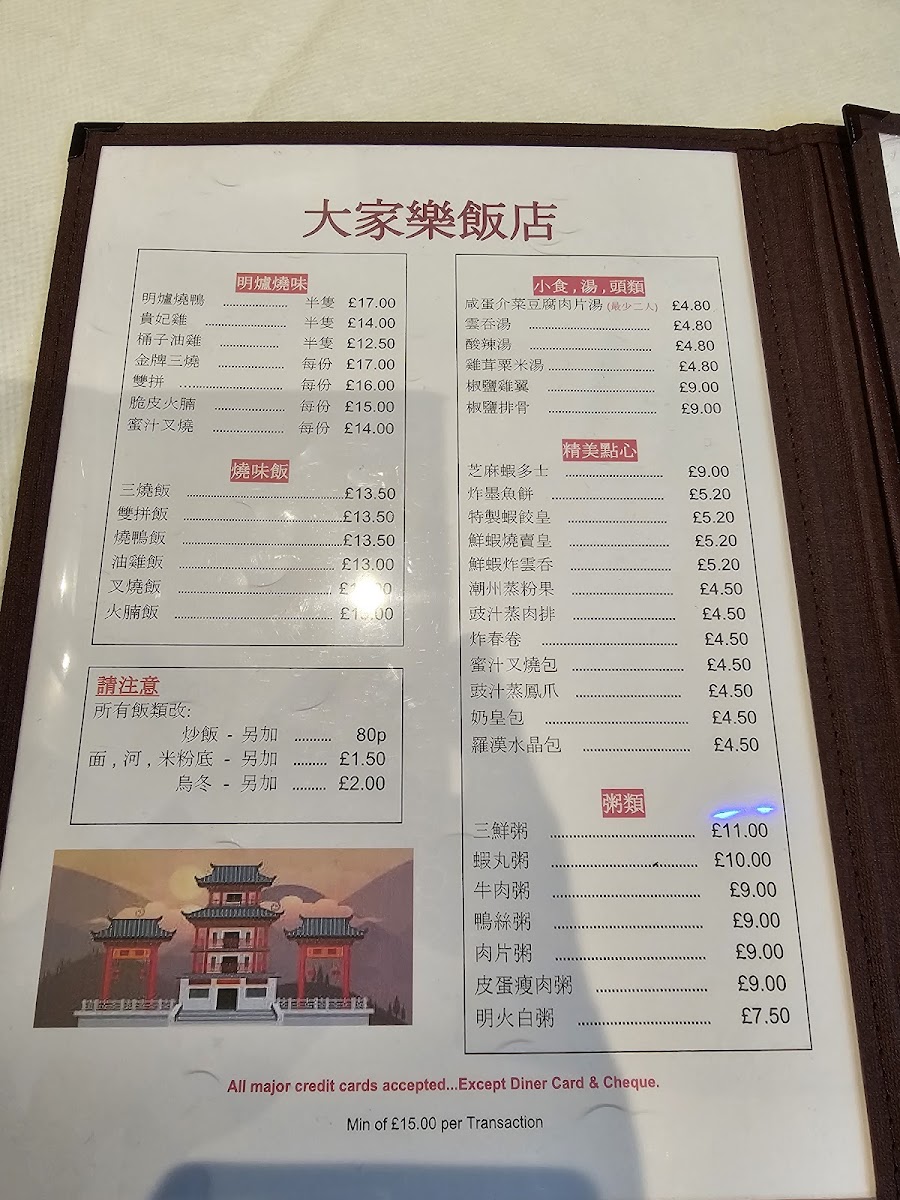 大家樂飯店
明爐燒味
明爐燒鴨 ................ 半隻 £17.00
貴妃雞 ................ 半隻 £14.00
桶子油雞 ................ 半隻 £12.50
金牌三燒 ................ 每份 £17.00
雙拼 ................ 每份 £16.00
脆皮火腩 ................ 每份 £15.00
蜜汁叉燒 ................ 每份 £14.00
燒味飯
三燒飯 ................ £13.50
雙拼飯 ................ £13.50
燒鴨飯 ................ £13.50
油雞飯 ................ £13.00
叉燒飯 ................
火腩飯 ................
請注意
所有飯類改:
炒飯 - 另加 ......... 80p
面 , 河 , 米粉底 - 另加 ......... £1.50
烏冬 - 另加 ......... £2.00
小食 , 湯 , 頭類
咸蛋介菜豆腐肉片湯 (最少二人) £4.80
雲吞湯 ................ £4.80
酸辣湯 ................ £4.80
雞茸粟米湯 ................ £4.80
椒鹽雞翼 ................ £9.00
椒鹽排骨 ................ £9.00
精美點心
芝麻蝦多士 ................ £9.00
炸墨魚餅 ................ £5.20
特製蝦餃皇 ................ £5.20
鮮蝦燒賣皇 ................ £5.20
鮮蝦炸雲吞 ................ £5.20
潮州蒸粉果 ................ £4.50
豉汁蒸肉排 ................ £4.50
炸春卷 ................ £4.50
蜜汁叉燒包 ................ £4.50
豉汁蒸鳳爪 ................ £4.50
奶皇包 ................ £4.50
羅漢水晶包 ................ £4.50
粥類
三鮮粥 ................ £11.00
蝦丸粥 ................ £10.00
牛肉粥 ................ £9.00
鴨絲粥 ................ £9.00
肉片粥 ................ £9.00
皮蛋瘦肉粥 ................ £9.00
明火白粥 ................ £7.50
All major credit cards accepted...Except Diner Card & Cheque.
Min of £15.00 per Transaction